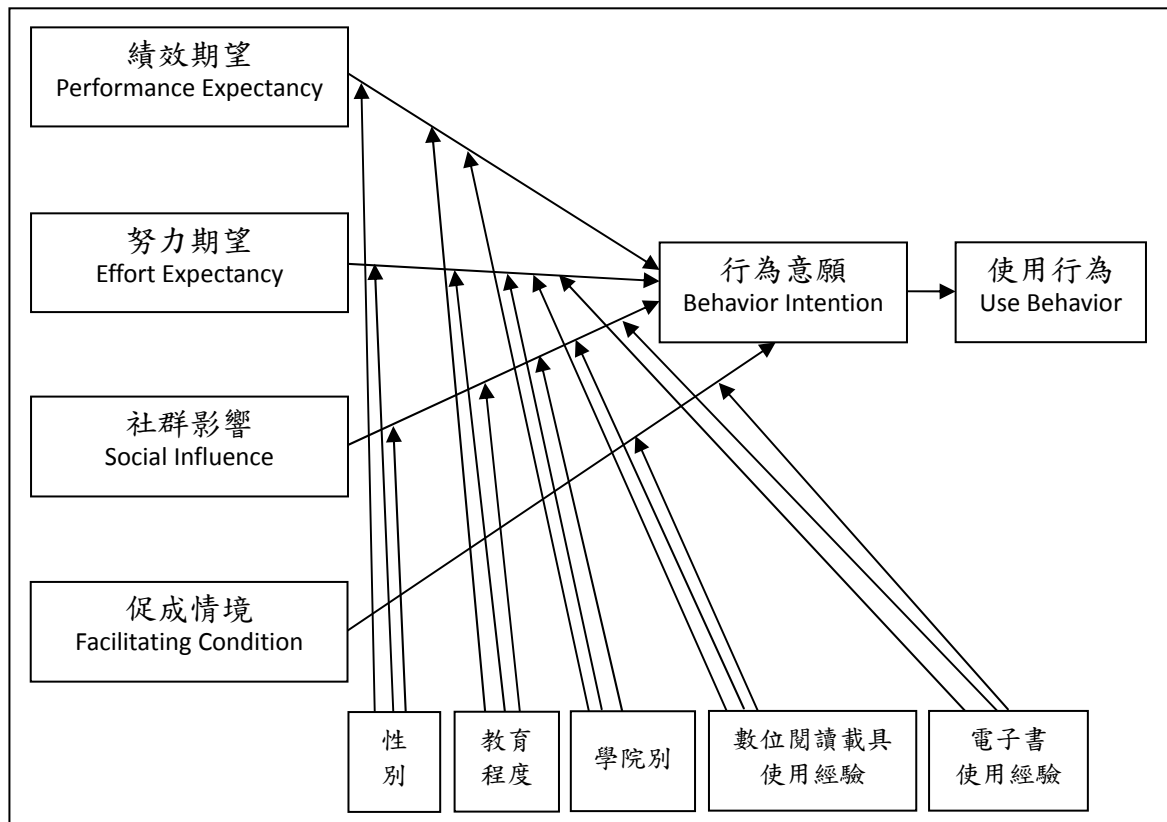 績效期望
Performance Expectancy
努力期望
Effort Expectancy
行為意願
Behavior Intention
使用行為
Use Behavior
社群影響
Social Influence
促成情境
Facilitating Condition
性
別
教育
程度
學院別
數位閱讀載具
使用經驗
電子書
使用經驗